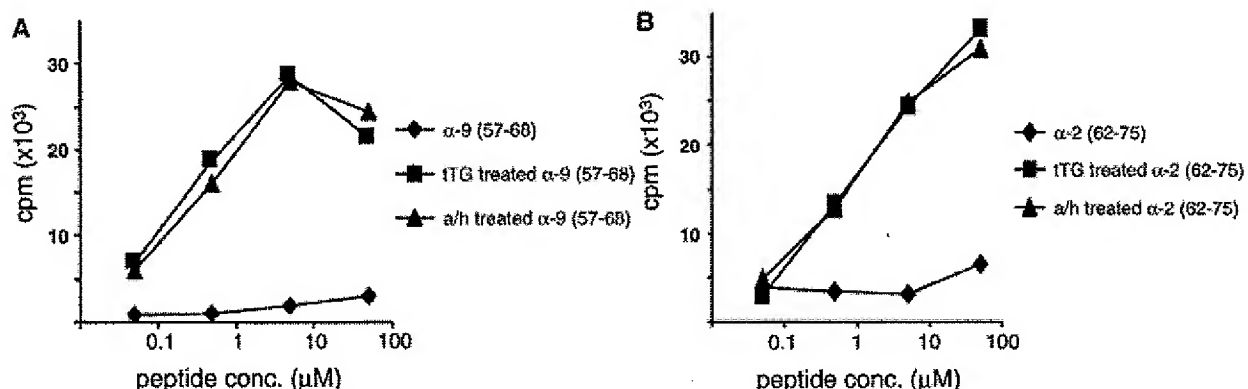 A
cpm (x10³)
30
20
10
0.1 1 10 100
peptide conc. (µM)
α-9 (57-68)
tTG treated α-9 (57-68)
a/h treated α-9 (57-68)
B
cpm (x10³)
30
20
10
0.1 1 10 100
peptide conc. (µM)
α-2 (62-75)
tTG treated α-2 (62-75)
a/h treated α-2 (62-75)